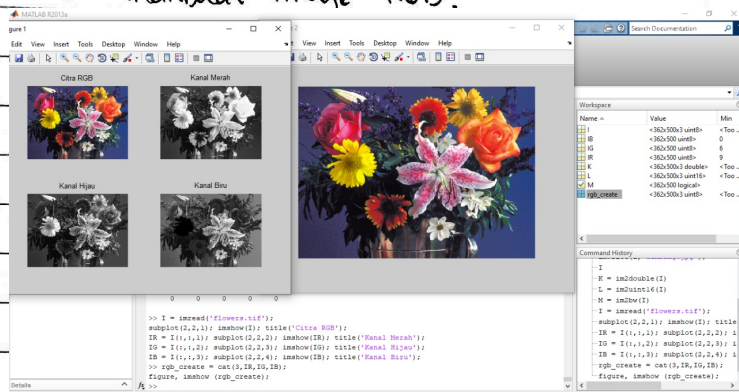 MATLAB R2013a
gure 1
Edit View Insert Tools Desktop Window Help
Citra RGB
Kanal Merah
Kanal Hijau
Kanal Biru
2
View Insert Tools Desktop Window Help
Search Documentation
Workspace
Name Value Min
I <362x500x3 uint8> <Too...
IB <362x500 uint8> 0
IG <362x500 uint8> 6
IR <362x500 uint8> 9
K <362x500x3 double> <Too...
L <362x500x3 uint16> <Too...
M <362x500 logical>
rgb_create <362x500x3 uint8> <Too...
Command History
I
K = im2double(I)
L = im2uint16(I)
M = im2bw(I)
I = imread('flowers.tif');
subplot(2,2,1); imshow(I); title
IR = I(:,:,1); subplot(2,2,2); i
IG = I(:,:,2); subplot(2,2,3); i
IB = I(:,:,3); subplot(2,2,4); i
rgb_create = cat(3,IR,IG,IB);
figure, imshow (rgb_create);
0 0 0 0 0
>> I = imread('flowers.tif');
subplot(2,2,1); imshow(I); title('Citra RGB');
IR = I(:,:,1); subplot(2,2,2); imshow(IR); title('Kanal Merah');
IG = I(:,:,2); subplot(2,2,3); imshow(IG); title('Kanal Hijau');
IB = I(:,:,3); subplot(2,2,4); imshow(IB); title('Kanal Biru');
>> rgb_create = cat(3,IR,IG,IB);
figure, imshow (rgb_create);
fx >>
Details